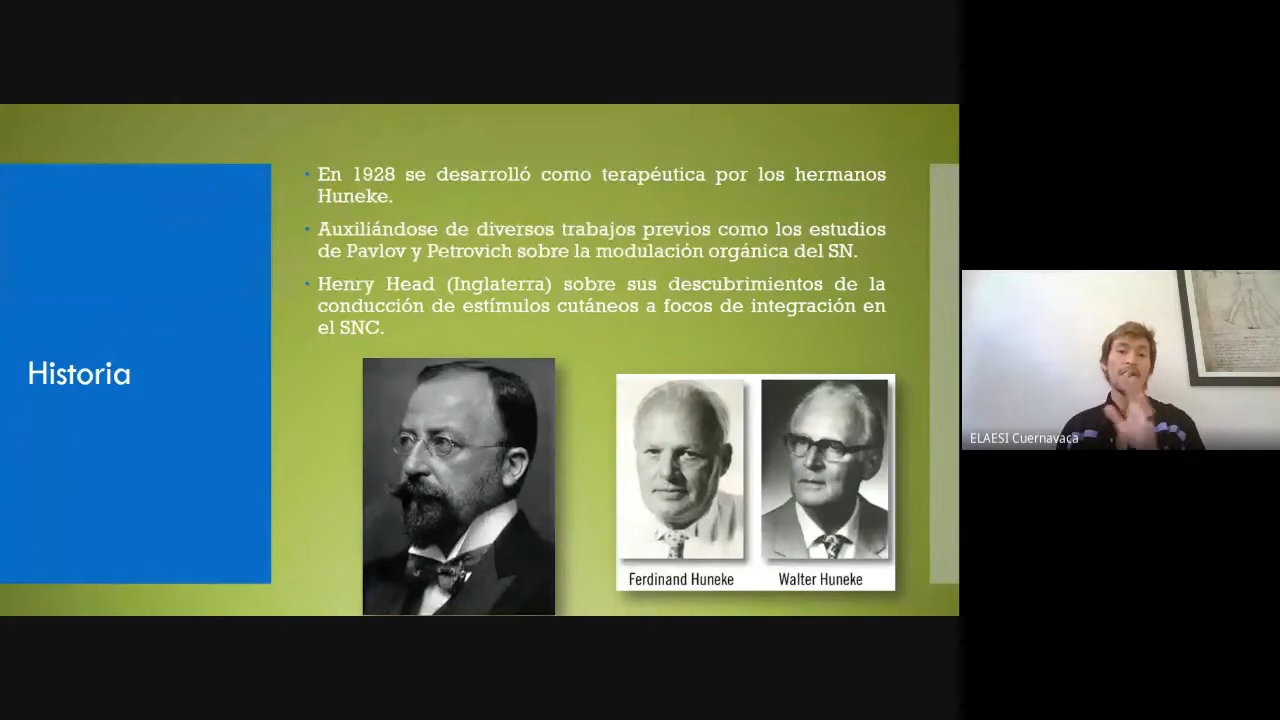 Historia
En 1928 se desarrolló como terapéutica por los hermanos
Huneke.
Auxiliándose de diversos trabajos previos como los estudios
de Pavlov y Petrovich sobre la modulación orgánica del SN.
Henry Head (Inglaterra) sobre sus descubrimientos de la
conducción de estímulos cutáneos a focos de integración en
el SNC.
Ferdinand Huneke
Walter Huneke
ELAESI Cuernavaca